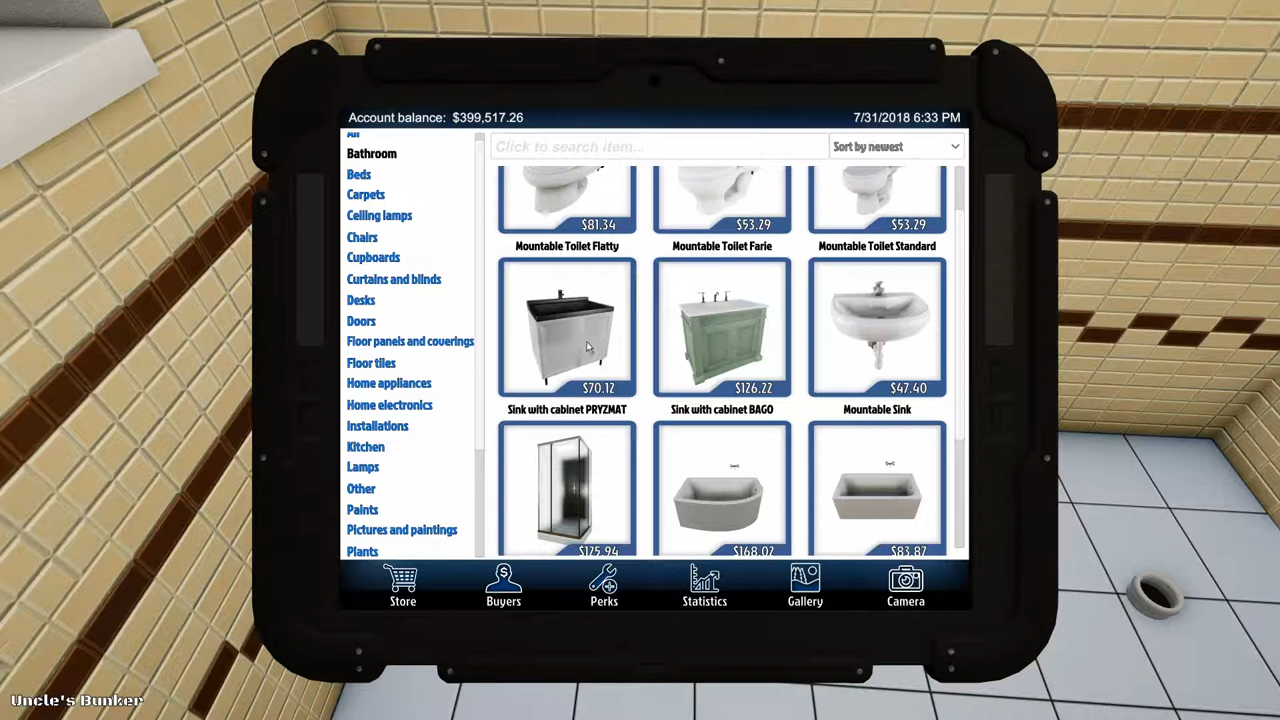 Account balance: $399,517.26
7/31/2018 6:33 PM
All
Bathroom
Beds
Carpets
Ceiling lamps
Chairs
Cupboards
Curtains and blinds
Desks
Doors
Floor panels and coverings
Floor tiles
Home appliances
Home electronics
Installations
Kitchen
Lamps
Other
Paints
Pictures and paintings
Plants
Click to search item...
Sort by newest
$81.34
$53.29
$53.29
Mountable Toilet Flatty
Mountable Toilet Farie
Mountable Toilet Standard
$70.12
$126.22
$47.40
Sink with cabinet PRYZMAT
Sink with cabinet BAGO
Mountable Sink
$175.94
$168.02
$83.87
Store
Buyers
Perks
Statistics
Gallery
Camera
Uncle's Bunker